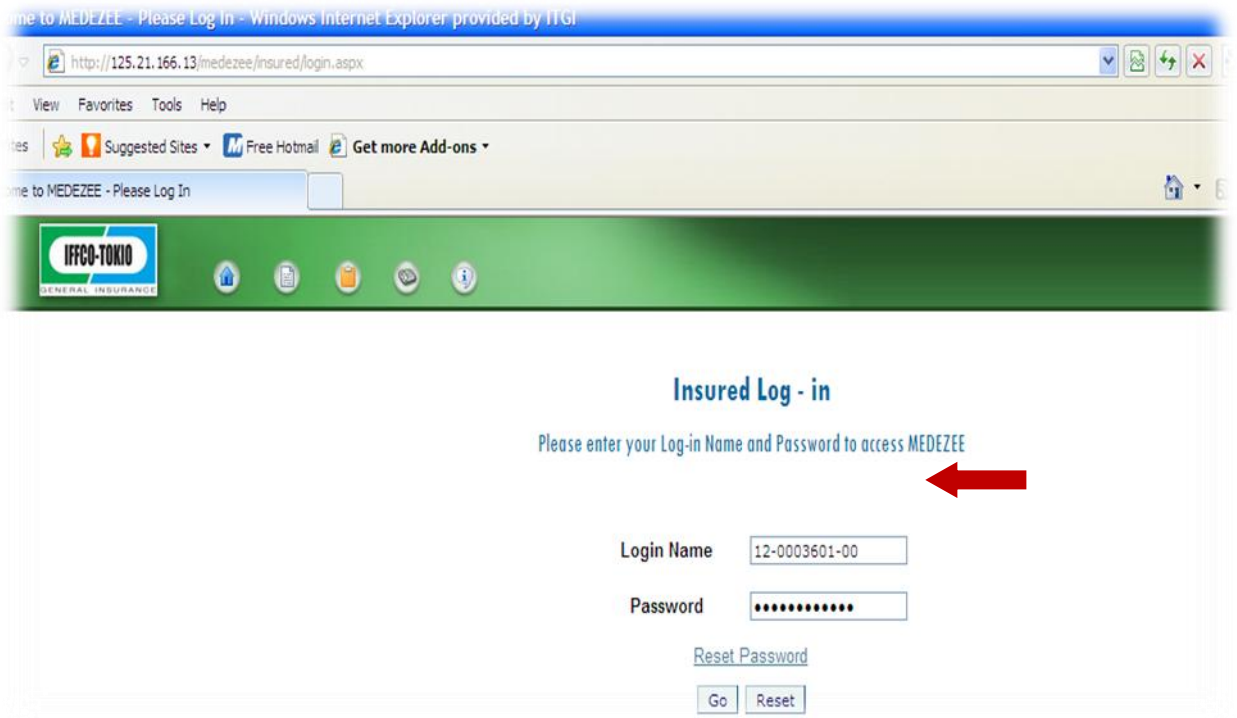 me to MEDEZEE - Please Log In - Windows Internet Explorer provided by ITGI
http://125.21.166.13/medezee/insured/login.aspx
View Favorites Tools Help
Suggested Sites Free Hotmail Get more Add-ons
me to MEDEZEE - Please Log In
IFFCO-TOKIO
GENERAL INSURANCE
Insured Log - in
Please enter your Log-in Name and Password to access MEDEZEE
Login Name 12-0003601-00
Password ••••••••••••
Reset Password
Go Reset